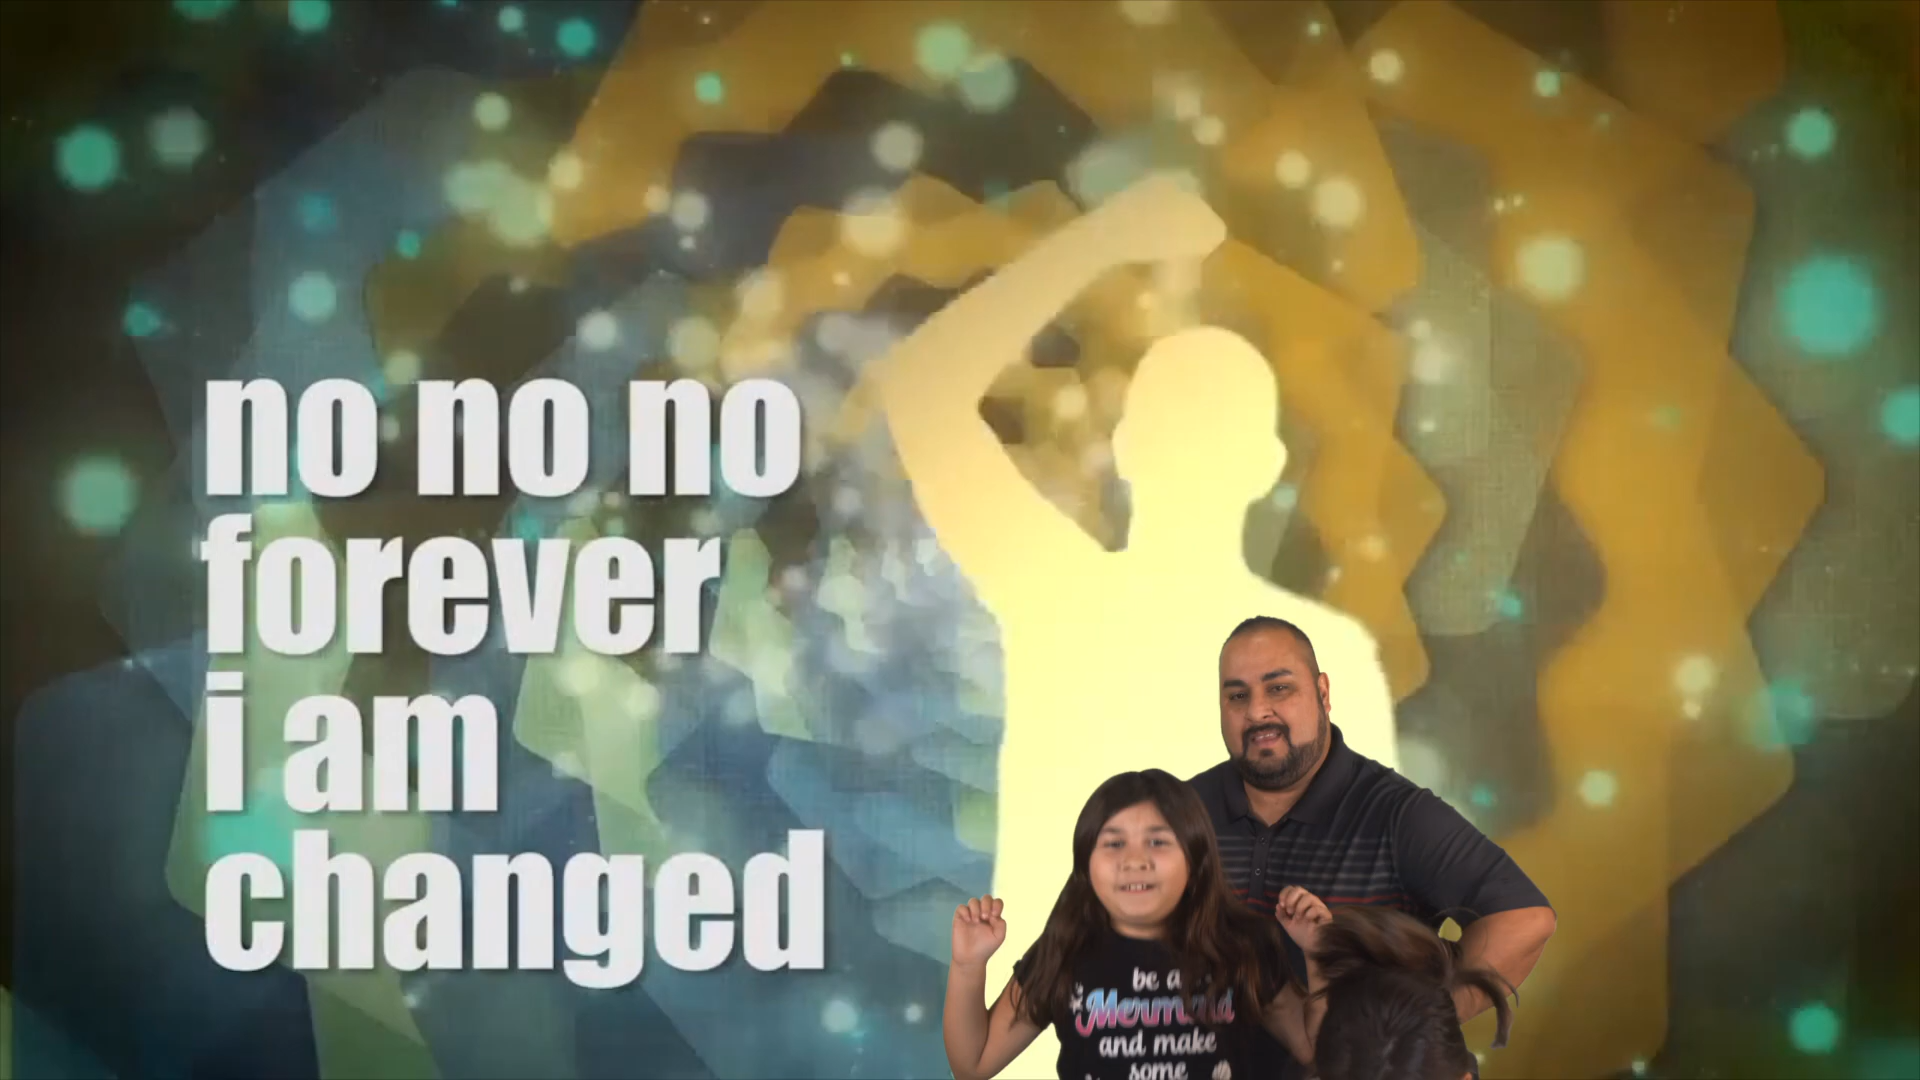 no no no
forever
i am
changed
be a
Mermaid
and make
some